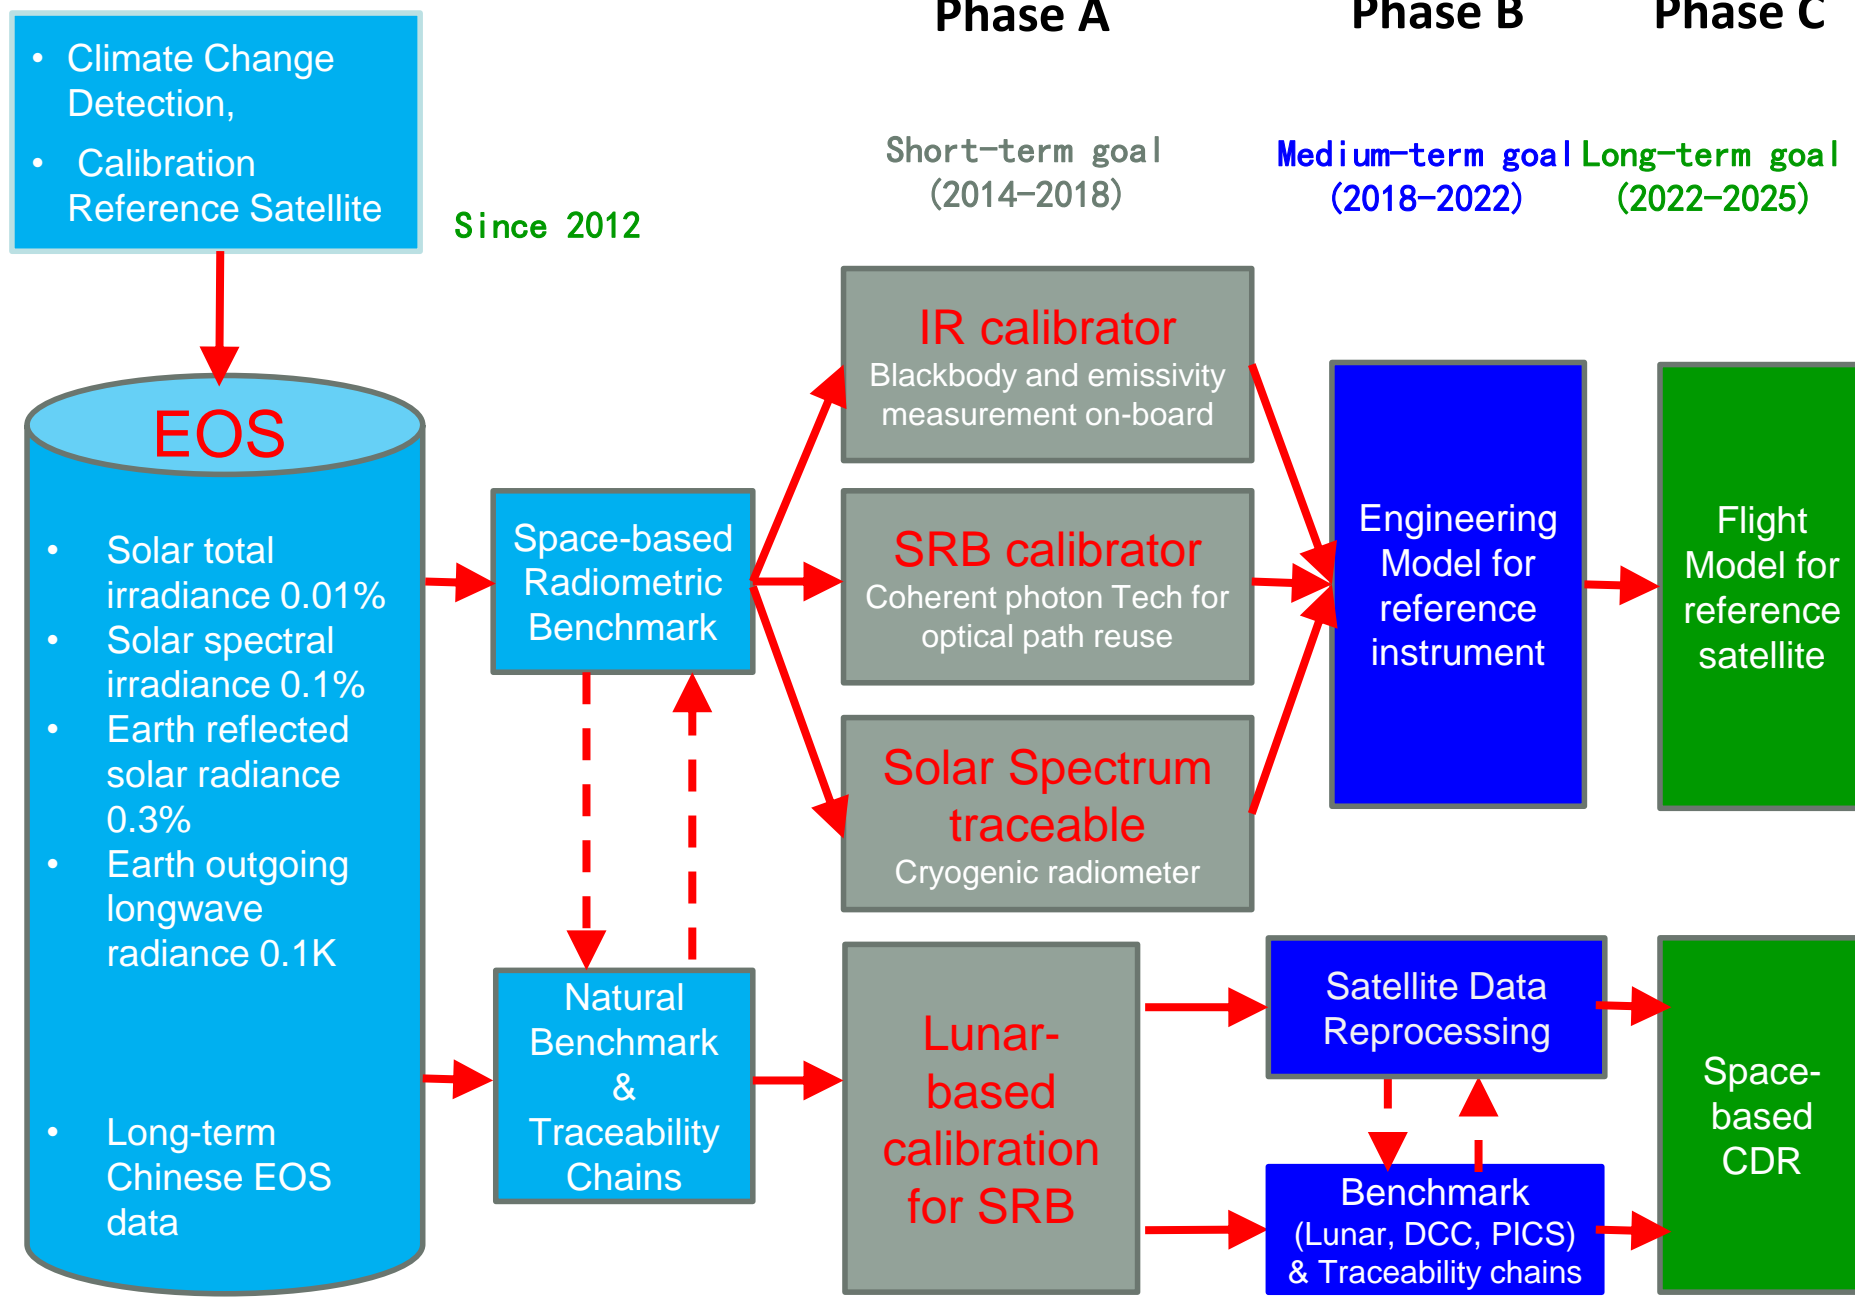 Phase A
Phase B
Phase C
• Climate Change
Detection,
• Calibration
Reference Satellite
Since 2012
Short-term goal
(2014-2018)
Medium-term goal
(2018-2022)
Long-term goal
(2022-2025)
EOS
• Solar total
irradiance 0.01%
• Solar spectral
irradiance 0.1%
• Earth reflected
solar radiance
0.3%
• Earth outgoing
longwave
radiance 0.1K
• Long-term
Chinese EOS
data
Space-based
Radiometric
Benchmark
Natural
Benchmark
&
Traceability
Chains
IR calibrator
Blackbody and emissivity
measurement on-board
SRB calibrator
Coherent photon Tech for
optical path reuse
Solar Spectrum
traceable
Cryogenic radiometer
Lunar-
based
calibration
for SRB
Engineering
Model for
reference
instrument
Satellite Data
Reprocessing
Benchmark
(Lunar, DCC, PICS)
& Traceability chains
Flight
Model for
reference
satellite
Space-
based
CDR